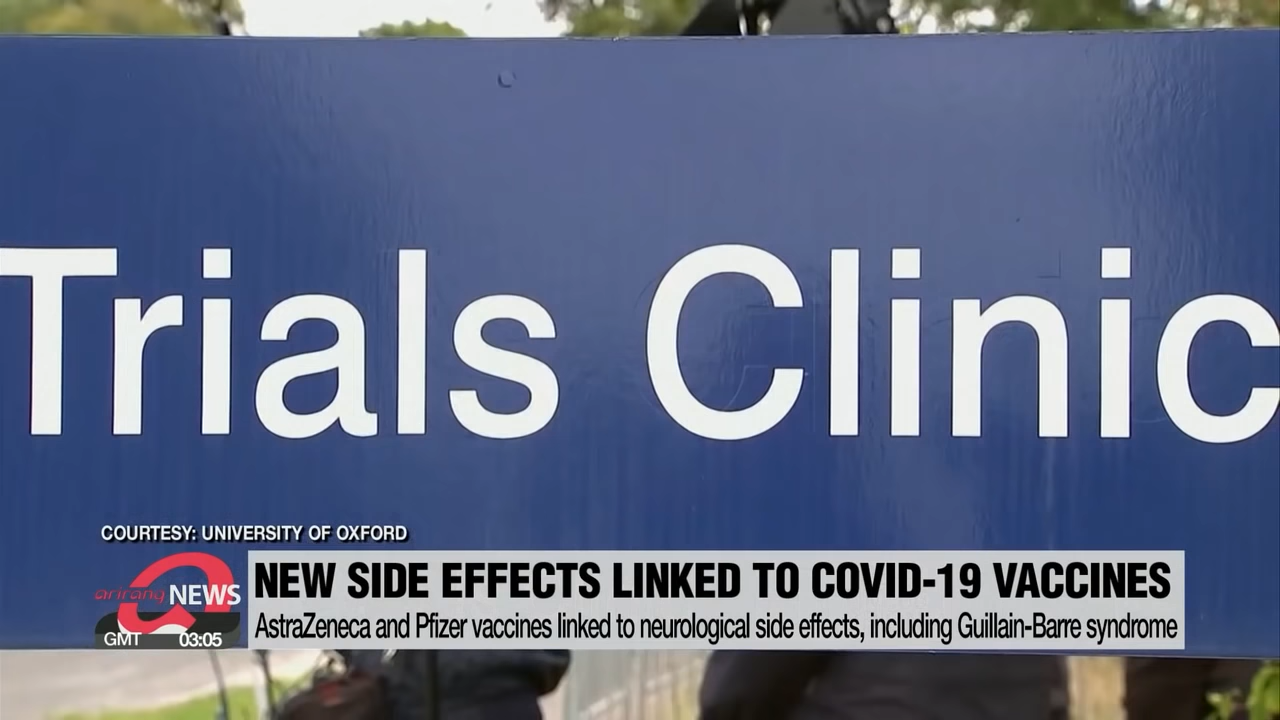 Trials Clinic
COURTESY: UNIVERSITY OF OXFORD
arirang NEWS
GMT 03:05
NEW SIDE EFFECTS LINKED TO COVID-19 VACCINES
AstraZeneca and Pfizer vaccines linked to neurological side effects, including Guillain-Barre syndrome